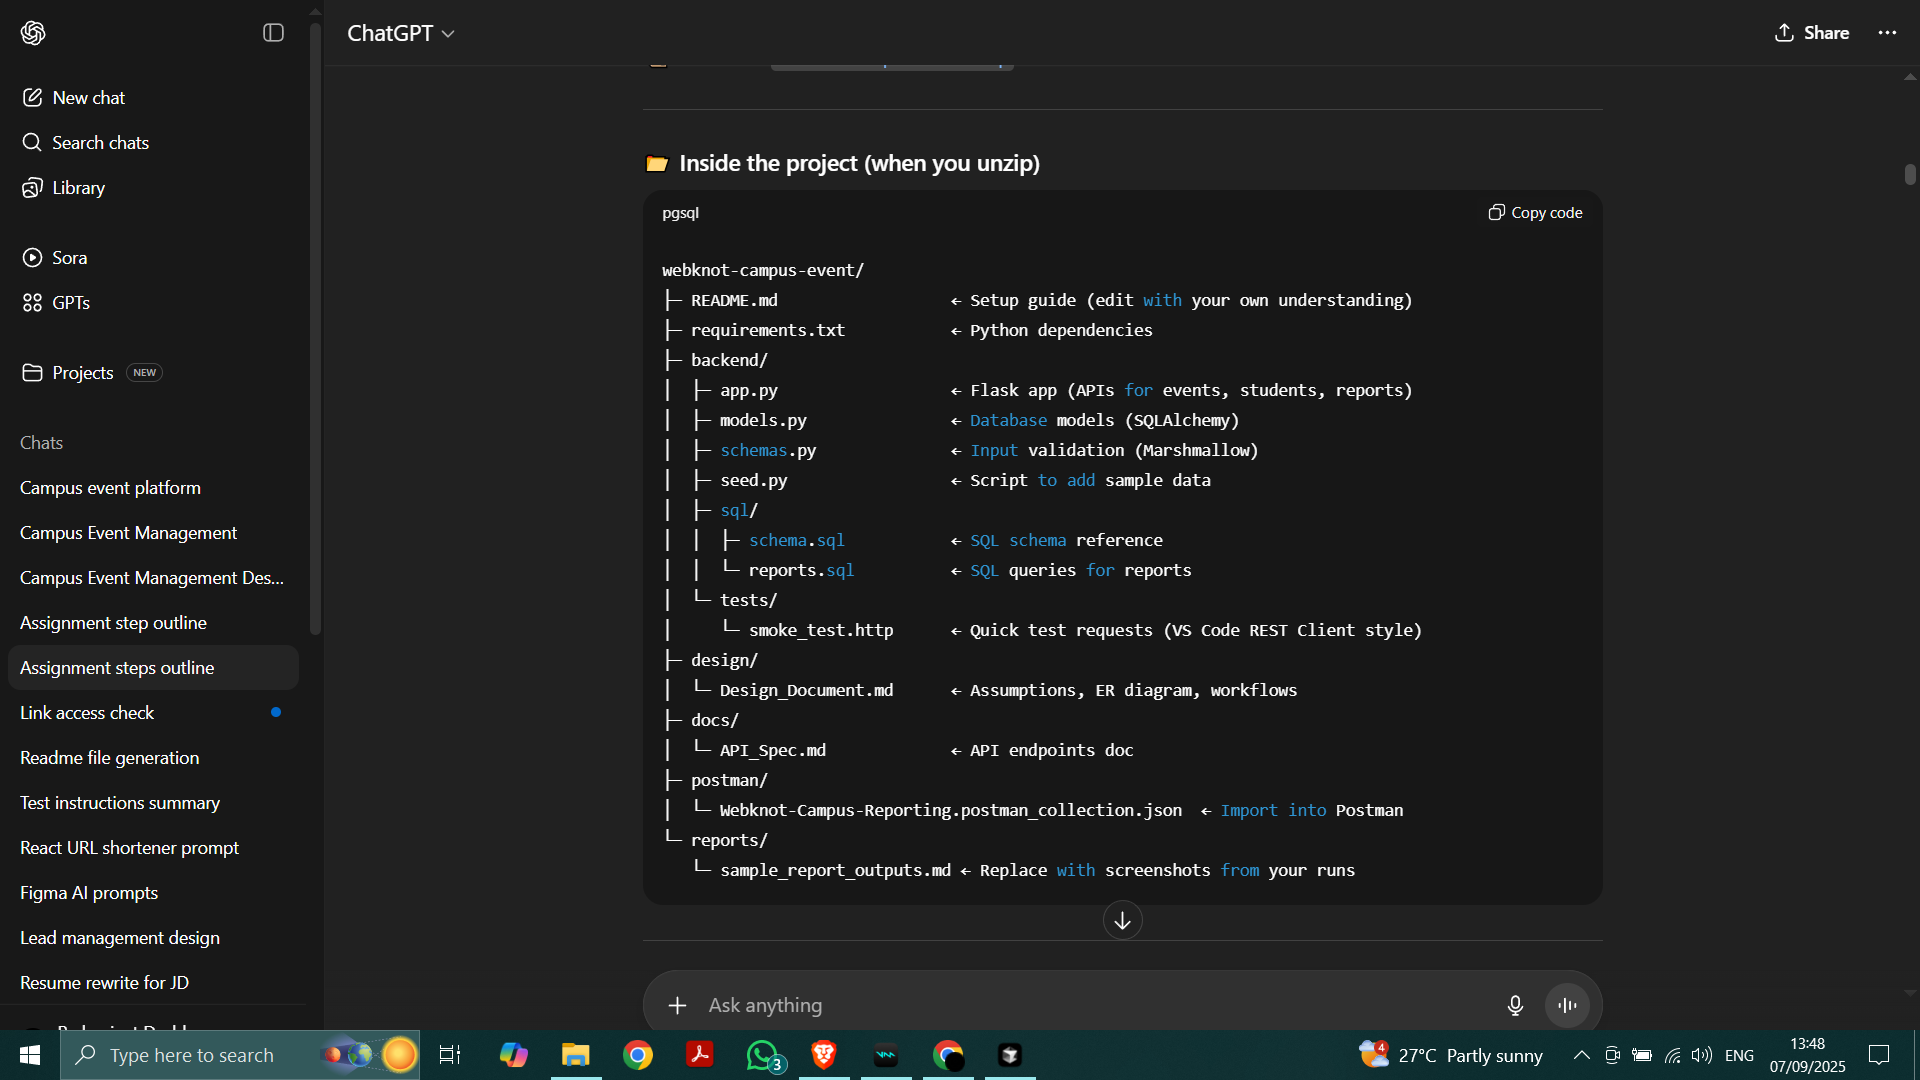 ChatGPT
Share
New chat
Search chats
Library
Sora
GPTs
Projects NEW
Chats
Campus event platform
Campus Event Management
Campus Event Management Des...
Assignment step outline
Assignment steps outline
Link access check
Readme file generation
Test instructions summary
React URL shortener prompt
Figma AI prompts
Lead management design
Resume rewrite for JD
Inside the project (when you unzip)
pgsql
Copy code
webknot-campus-event/
├─ README.md ← Setup guide (edit with your own understanding)
├─ requirements.txt ← Python dependencies
├─ backend/
│ ├─ app.py ← Flask app (APIs for events, students, reports)
│ ├─ models.py ← Database models (SQLAlchemy)
│ ├─ schemas.py ← Input validation (Marshmallow)
│ ├─ seed.py ← Script to add sample data
│ ├─ sql/
│ │ ├─ schema.sql ← SQL schema reference
│ │ └─ reports.sql ← SQL queries for reports
│ └─ tests/
│ └─ smoke_test.http ← Quick test requests (VS Code REST Client style)
├─ design/
│ └─ Design_Document.md ← Assumptions, ER diagram, workflows
├─ docs/
│ └─ API_Spec.md ← API endpoints doc
├─ postman/
│ └─ Webknot-Campus-Reporting.postman_collection.json ← Import into Postman
└─ reports/
└─ sample_report_outputs.md ← Replace with screenshots from your runs
Ask anything
Type here to search
3
4
27°C Partly sunny
ENG
13:48
07/09/2025